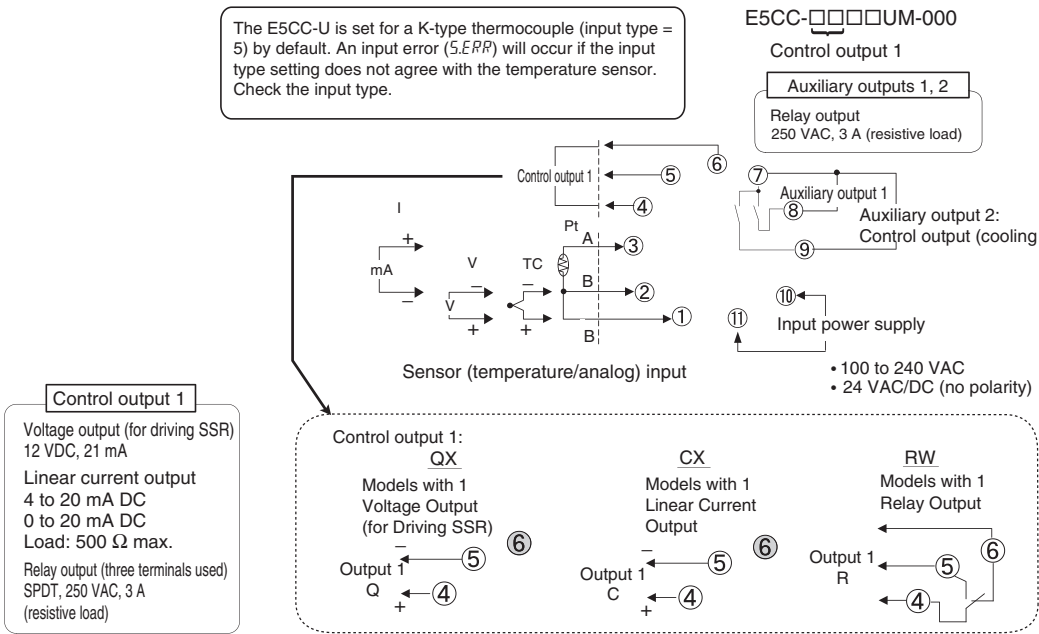 The E5CC-U is set for a K-type thermocouple (input type =
5) by default. An input error (S.ERR) will occur if the input
type setting does not agree with the temperature sensor.
Check the input type.
E5CC-□□□□UM-000
Control output 1
Auxiliary outputs 1, 2
Relay output
250 VAC, 3 A (resistive load)
Control output 1
⑥
⑤
④
⑦
Auxiliary output 1
⑧
Auxiliary output 2:
Control output (cooling
⑨
I
+
mA
−
V
−
V
+
TC
−
+
Pt
A
③
B
②
①
B
⑩
⑪
Input power supply
• 100 to 240 VAC
• 24 VAC/DC (no polarity)
Sensor (temperature/analog) input
Control output 1
Voltage output (for driving SSR)
12 VDC, 21 mA
Linear current output
4 to 20 mA DC
0 to 20 mA DC
Load: 500 Ω max.
Relay output (three terminals used)
SPDT, 250 VAC, 3 A
(resistive load)
Control output 1:
QX
Models with 1
Voltage Output
(for Driving SSR)
⑥
−
⑤
Output 1
Q
④
+
CX
Models with 1
Linear Current
Output
⑥
−
⑤
Output 1
C
④
+
RW
Models with 1
Relay Output
⑥
Output 1
R
⑤
④